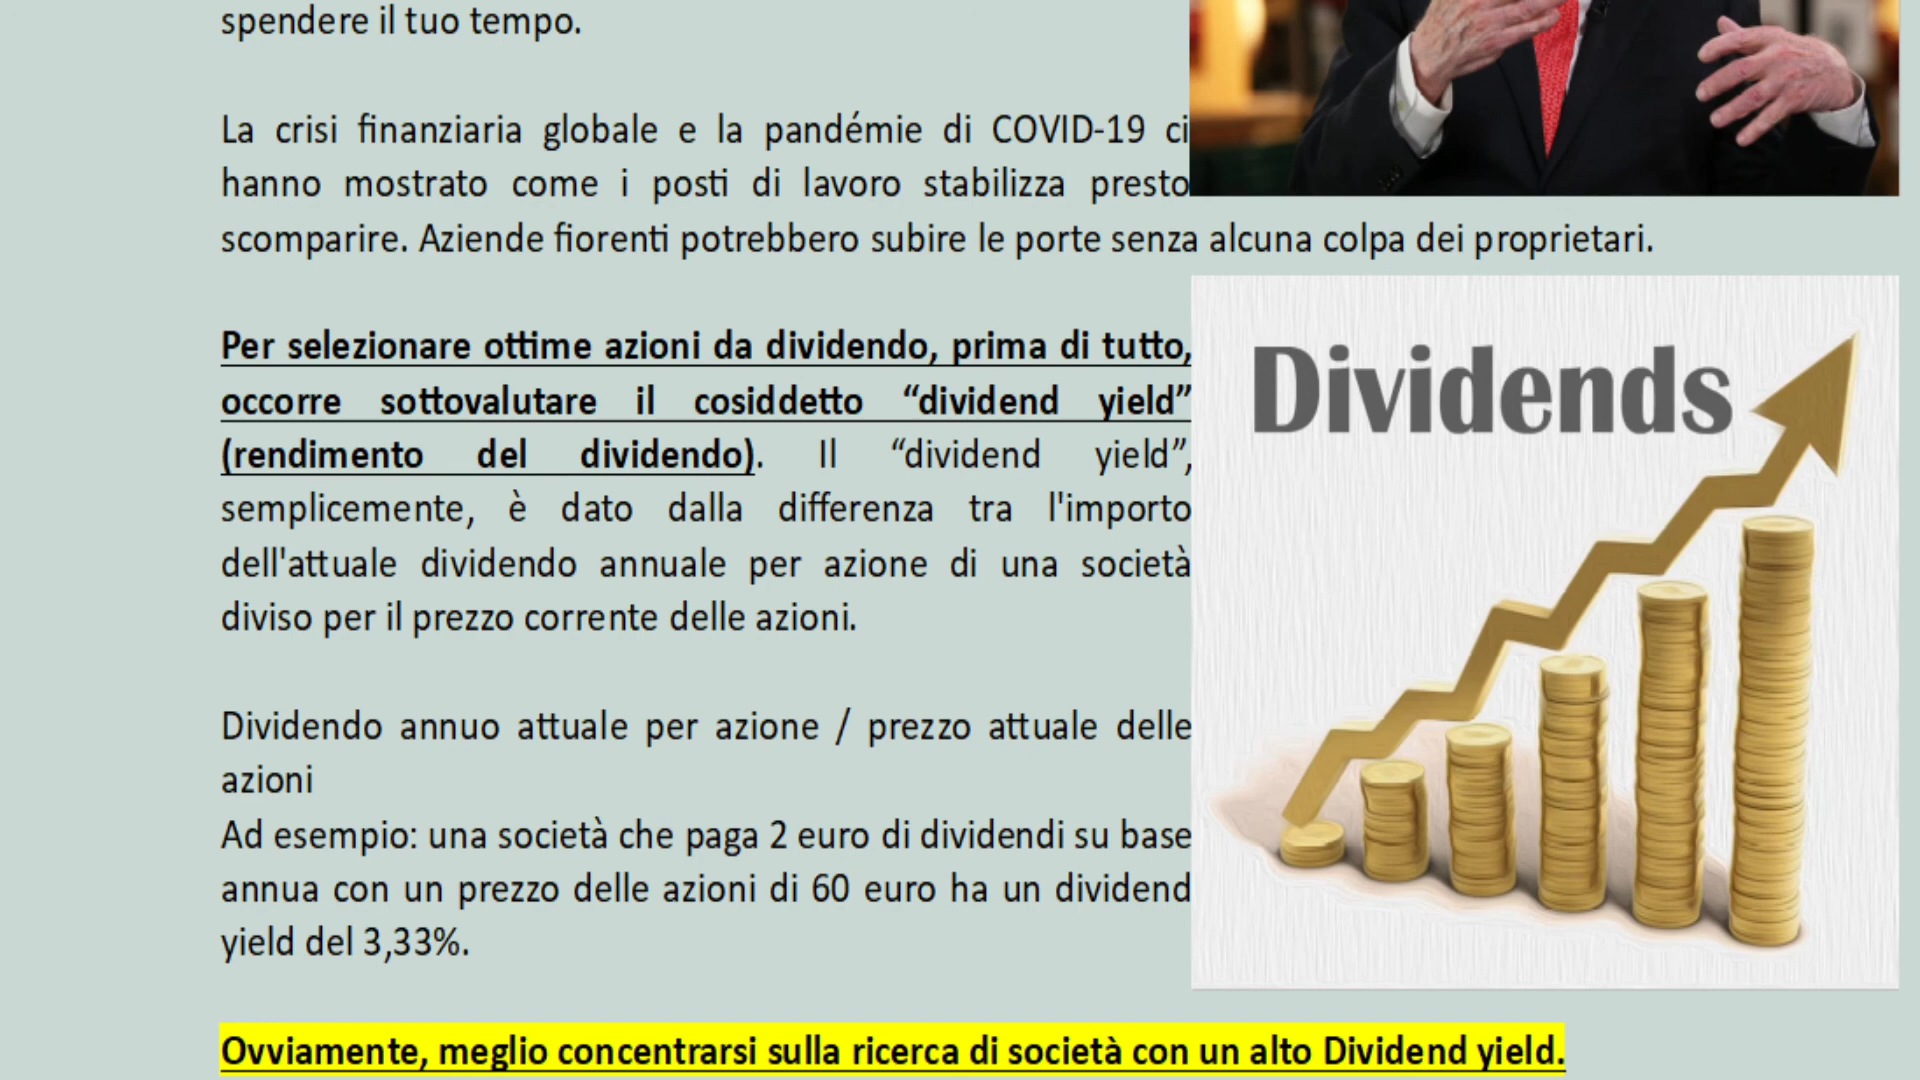 spendere il tuo tempo.
La crisi finanziaria globale e la pandémie di COVID-19 ci
hanno mostrato come i posti di lavoro stabilizza presto
scomparire. Aziende fiorenti potrebbero subire le porte senza alcuna colpa dei proprietari.
Per selezionare ottime azioni da dividendo, prima di tutto,
occorre sottovalutare il cosiddetto “dividend yield”
(rendimento del dividendo). Il “dividend yield”,
semplicemente, è dato dalla differenza tra l'importo
dell'attuale dividendo annuale per azione di una società
diviso per il prezzo corrente delle azioni.
Dividendo annuo attuale per azione / prezzo attuale delle
azioni
Ad esempio: una società che paga 2 euro di dividendi su base
annua con un prezzo delle azioni di 60 euro ha un dividend
yield del 3,33%.
Dividends
Ovviamente, meglio concentrarsi sulla ricerca di società con un alto Dividend yield.